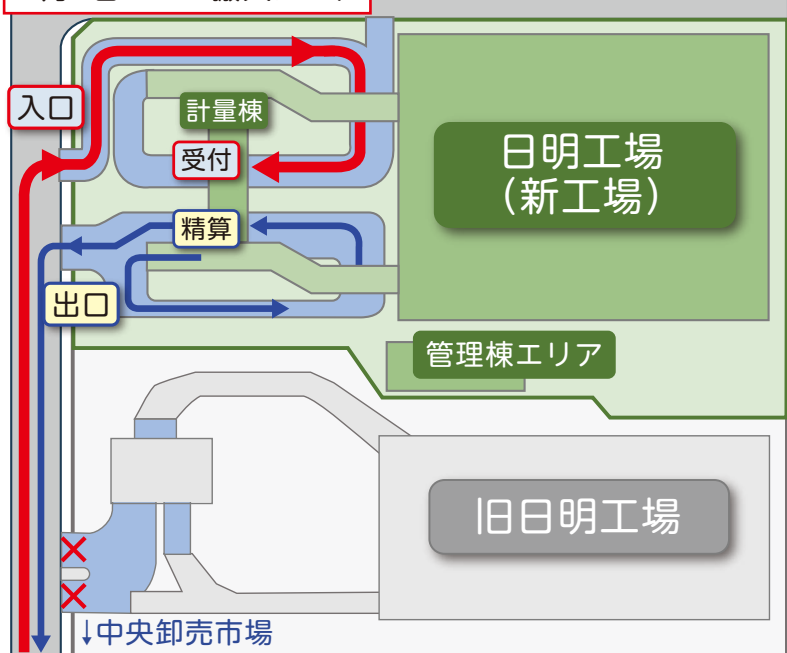 入口
計量棟
受付
日明工場
（新工場）
精算
出口
管理棟エリア
旧日明工場
↓中央卸売市場